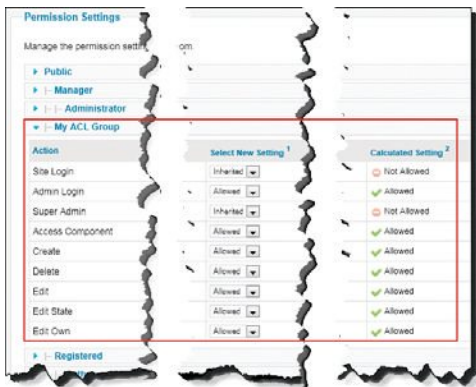 Permission Settings
Manage the permission
om.
Public
|— Manager
|— |— Administrator
|— My ACL Group
Action Select New Setting 1 Calculated Setting 2
Site Login Inherited Not Allowed
Admin Login Allowed Allowed
Super Admin Inherited Not Allowed
Access Component Allowed Allowed
Create Allowed Allowed
Delete Allowed Allowed
Edit Allowed Allowed
Edit State Allowed Allowed
Edit Own Allowed Allowed
|— Registered